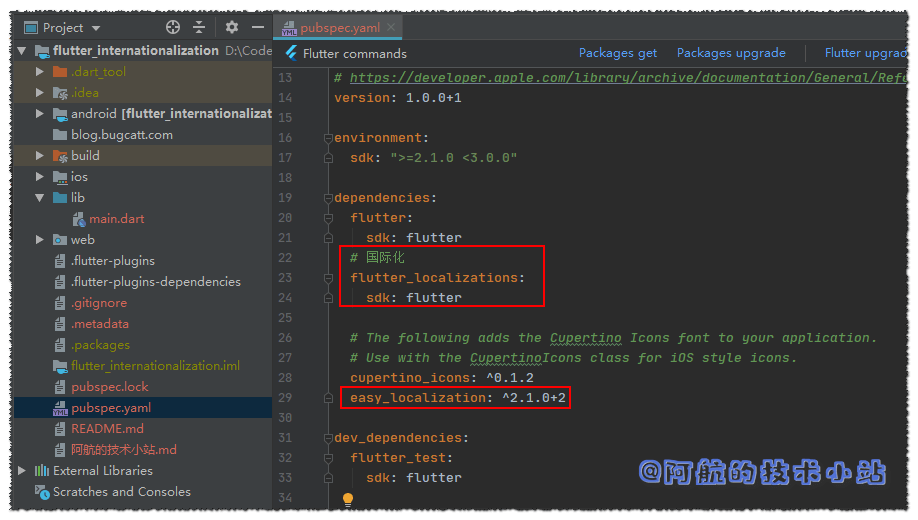 Project
flutter_internationalization D:\Code
.dart_tool
.idea
android [flutter_internationalizat
blog.bugcatt.com
build
ios
lib
main.dart
web
.flutter-plugins
.flutter-plugins-dependencies
.gitignore
.metadata
.packages
flutter_internationalization.iml
pubspec.lock
pubspec.yaml
README.md
阿航的技术小站.md
External Libraries
Scratches and Consoles
pubspec.yaml
Flutter commands Packages get Packages upgrade Flutter upgrad
13 # https://developer.apple.com/library/archive/documentation/General/Refe
14 version: 1.0.0+1
15
16 environment:
17 sdk: ">=2.1.0 <3.0.0"
18
19 dependencies:
20 flutter:
21 sdk: flutter
22 # 国际化
23 flutter_localizations:
24 sdk: flutter
25
26 # The following adds the Cupertino Icons font to your application.
27 # Use with the CupertinoIcons class for iOS style icons.
28 cupertino_icons: ^0.1.2
29 easy_localization: ^2.1.0+2
30
31 dev_dependencies:
32 flutter_test:
33 sdk: flutter
34
@阿航的技术小站